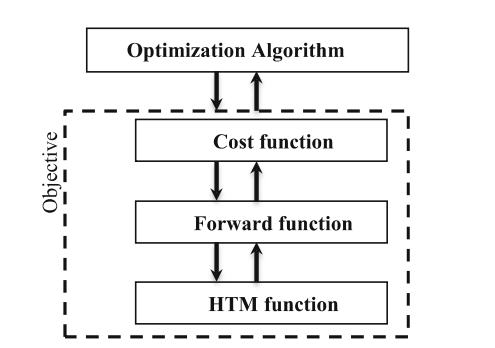 Optimization Algorithm
Objective
Cost function
Forward function
HTM function